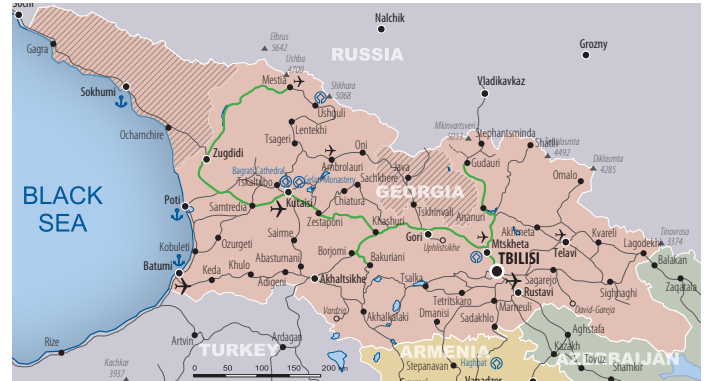 Sochi
Nalchik
Elbrus
5642
Grozny
Gagra
RUSSIA
Ushba
4700
Mestia
Shkhara
5068
Vladikavkaz
Sokhumi
Ushguli
Ochamchire
Lentekhi
Mkinvartsveri
5033
Stephantsminda
Shatili
Tsageri
Oni
Diklosmta
4492
Zugdidi
Ambrolauri
Gudauri
Diklosmta
4285
Bagrati Cathedral
Gelati Monastery
Sachkhere
Java
Omalo
Tskaltubo
GEORGIA
BLACK
SEA
Poti
Samtredia
Kutaisi
Chiatura
Tskhinvali
Ananuri
Zestaponi
Khashuri
Akhmeta
Kvareli
Tinovroso
3374
Kobuleti
Ozurgeti
Sairme
Gori
Uphlistsikhe
Mtskheta
Telavi
Lagodekhi
Borjomi
Bakuriani
TBILISI
Balakan
Batumi
Keda
Khulo
Abastumani
Adigeni
Akhaltsikhe
Tsalka
Sagarejo
Rustavi
Sighnaghi
Zaqatala
Vardzia
Akhalkalaki
Tetritskaro
Marneuli
David-Gareja
Dmanisi
Sadakhlo
Rize
Artvin
Ardagan
Aghstafa
TURKEY
ARMENIA
Kazakh
AZERBAIJAN
Tovuz
Kachkar
3937
0 50 100 150 200 km
Stepanavan
Haghpat
Shamkir
Vanadzor